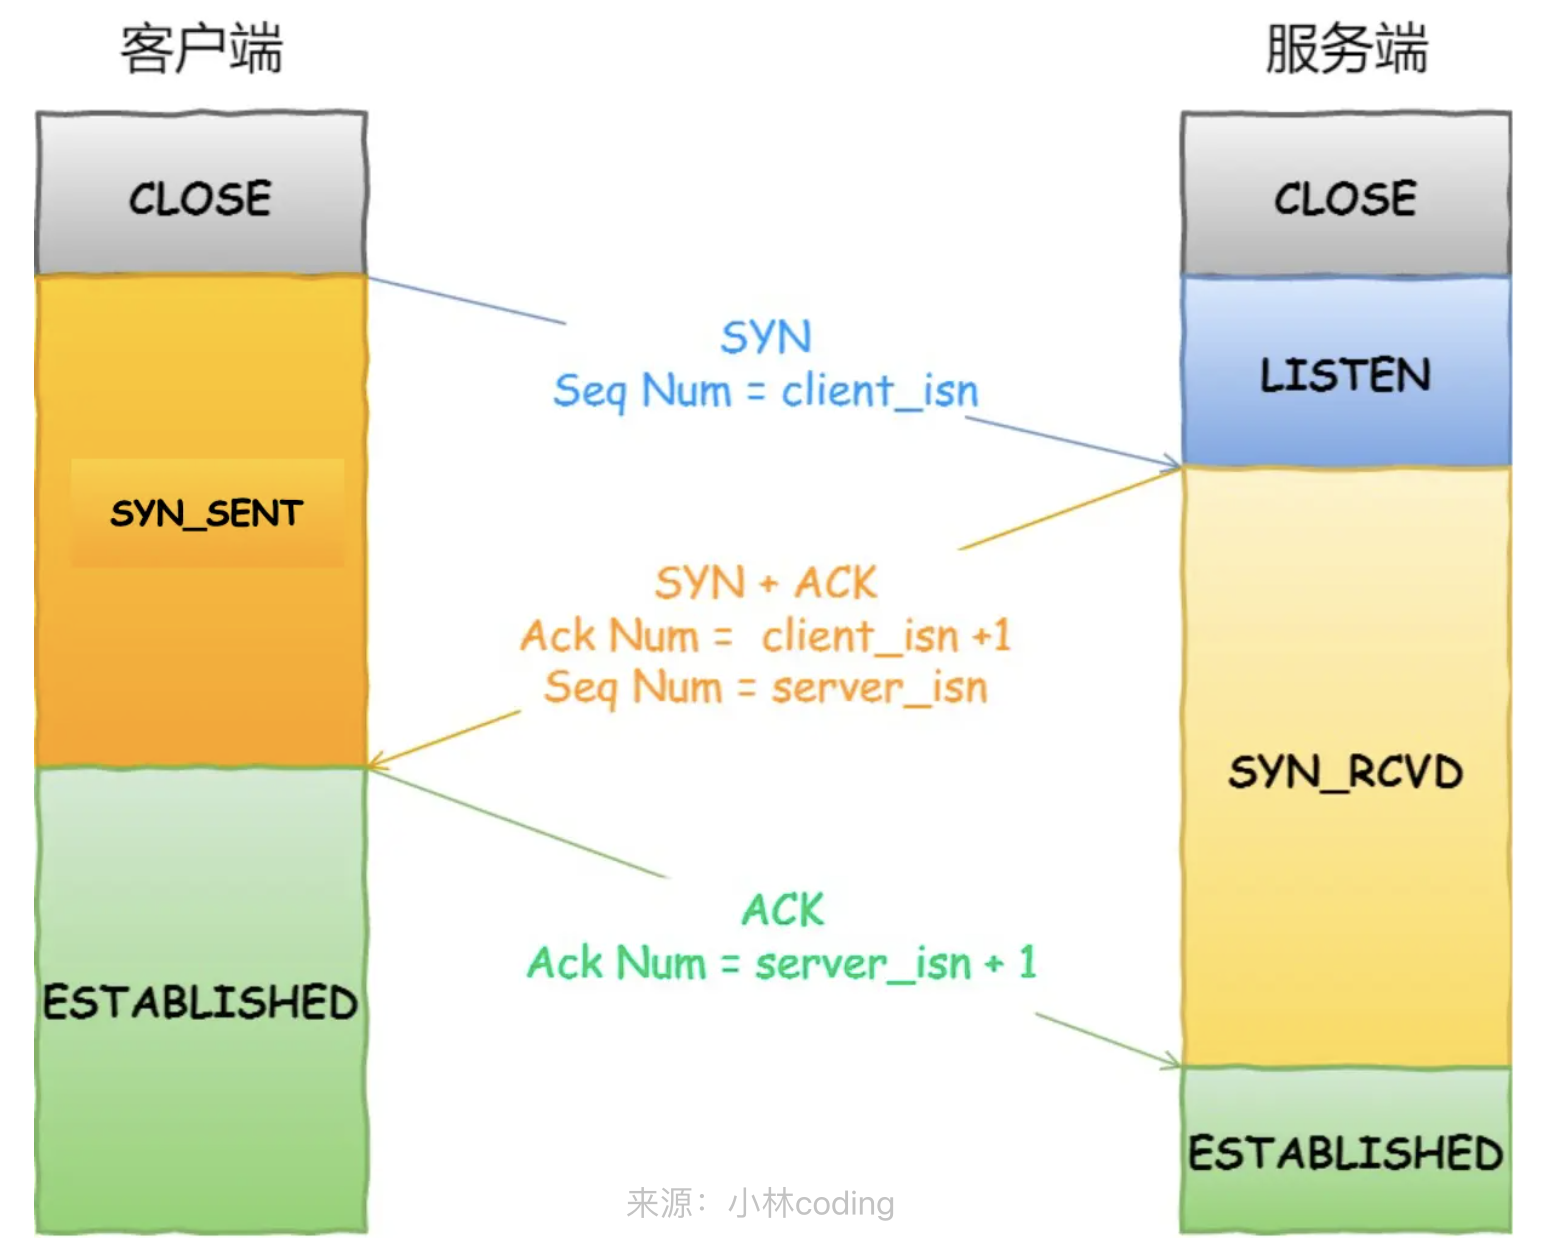 客户端
服务端
CLOSE
CLOSE
SYN
Seq Num = client_isn
LISTEN
SYN_SENT
SYN + ACK
Ack Num = client_isn +1
Seq Num = server_isn
SYN_RCVD
ACK
Ack Num = server_isn + 1
ESTABLISHED
ESTABLISHED
来源：小林coding